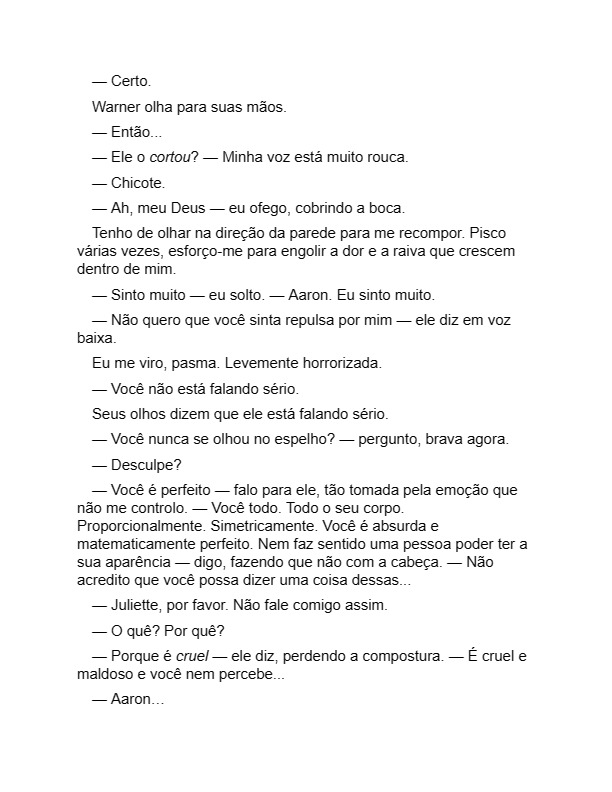 — Certo.
Warner olha para suas mãos.
— Então...
— Ele o cortou? — Minha voz está muito rouca.
— Chicote.
— Ah, meu Deus — eu ofego, cobrindo a boca.
Tenho de olhar na direção da parede para me recompor. Pisco
várias vezes, esforço-me para engolir a dor e a raiva que crescem
dentro de mim.
— Sinto muito — eu solto. — Aaron. Eu sinto muito.
— Não quero que você sinta repulsa por mim — ele diz em voz
baixa.
Eu me viro, pasma. Levemente horrorizada.
— Você não está falando sério.
Seus olhos dizem que ele está falando sério.
— Você nunca se olhou no espelho? — pergunto, brava agora.
— Desculpe?
— Você é perfeito — falo para ele, tão tomada pela emoção que
não me controlo. — Você todo. Todo o seu corpo.
Proporcionalmente. Simetricamente. Você é absurda e
matematicamente perfeito. Nem faz sentido uma pessoa poder ter a
sua aparência — digo, fazendo que não com a cabeça. — Não
acredito que você possa dizer uma coisa dessas...
— Juliette, por favor. Não fale comigo assim.
— O quê? Por quê?
— Porque é cruel — ele diz, perdendo a compostura. — É cruel e
maldoso e você nem percebe...
— Aaron…